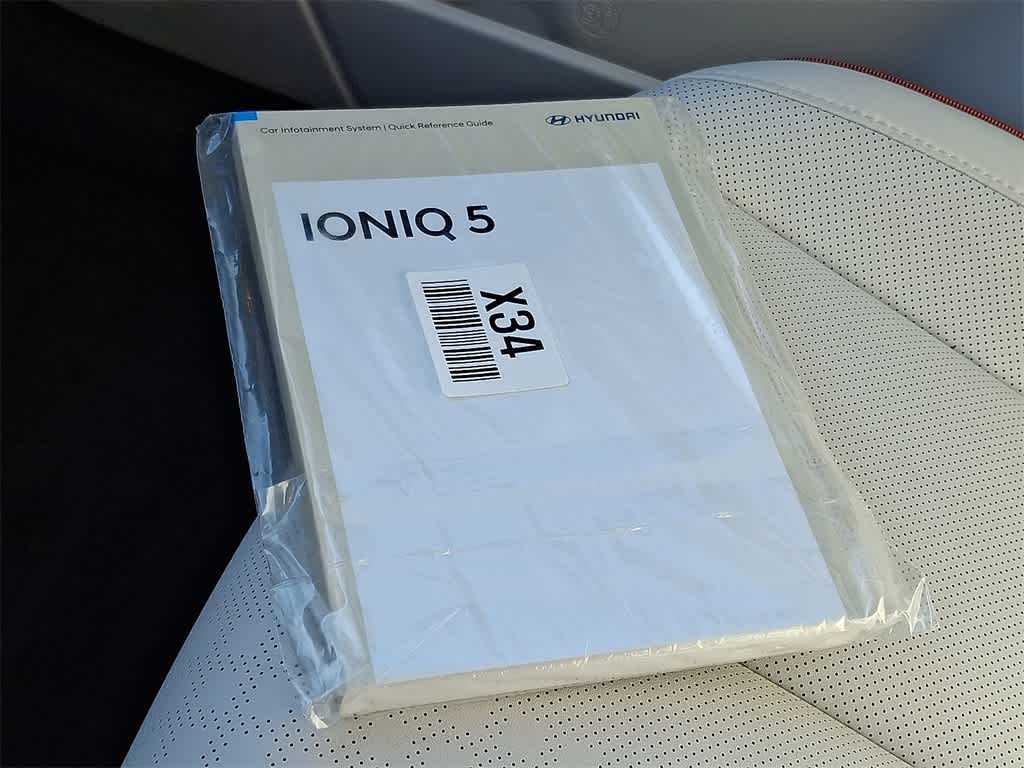 Car Infotainment System | Quick Reference Guide
HYUNDAI
IONIQ 5
X34